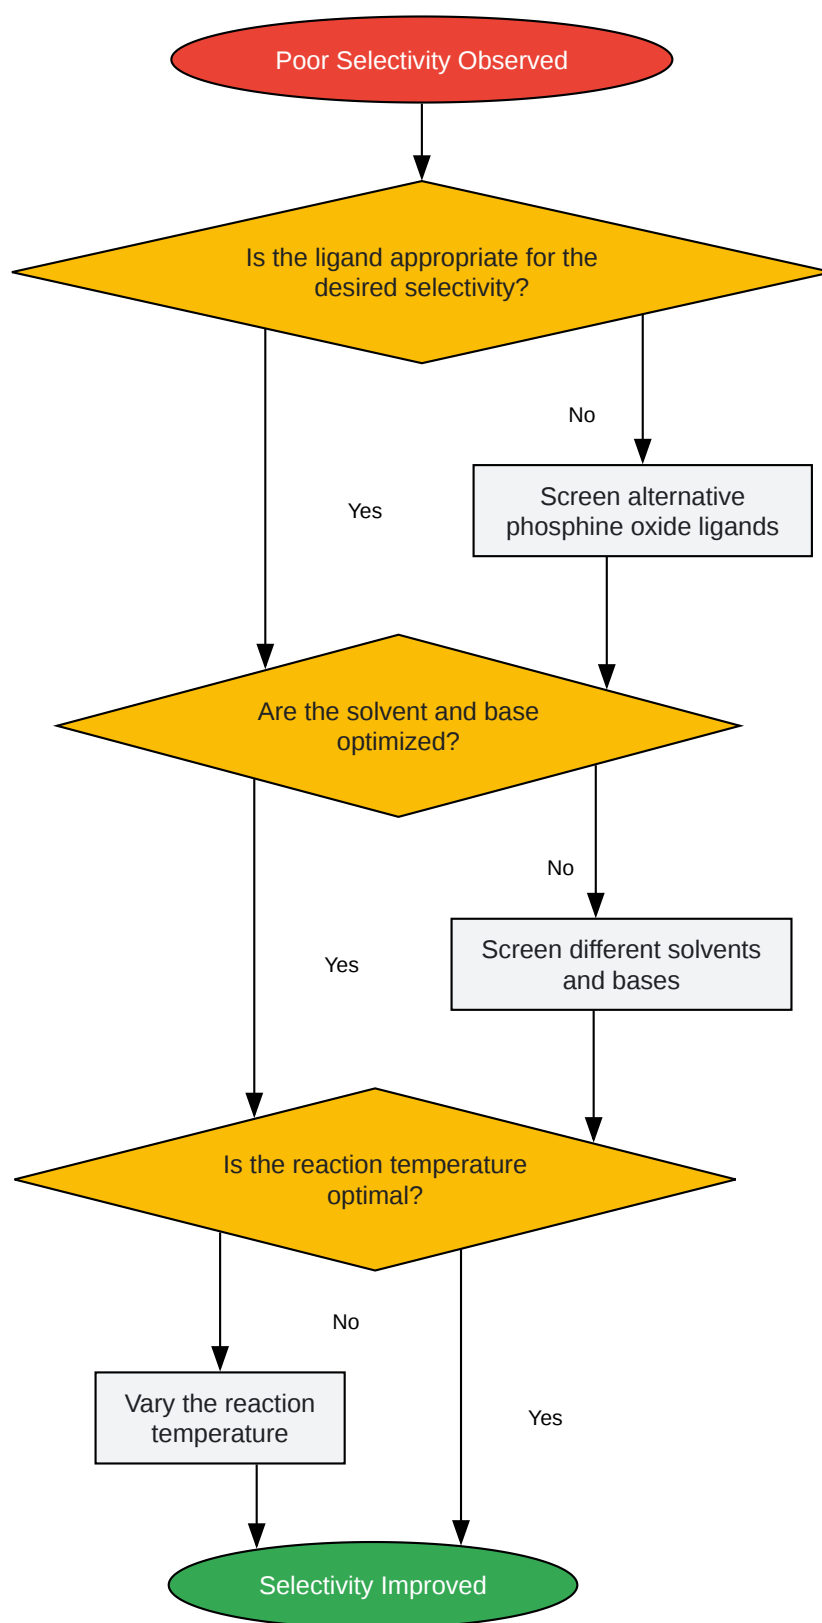 Poor Selectivity Observed
Is the ligand appropriate for the
desired selectivity?
No
Screen alternative
phosphine oxide ligands
Yes
Are the solvent and base
optimized?
No
Screen different solvents
and bases
Yes
Is the reaction temperature
optimal?
No
Vary the reaction
temperature
Yes
Selectivity Improved